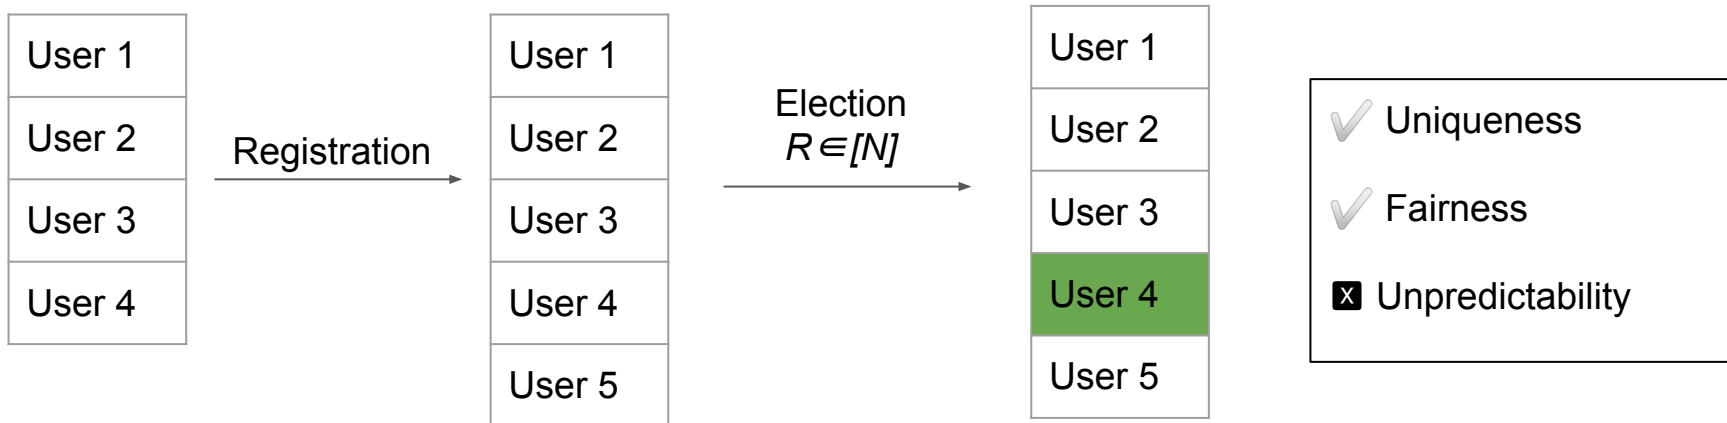 User 1
User 2
User 3
User 4
Registration
User 1
User 2
User 3
User 4
User 5
Election
R∈[N]
User 1
User 2
User 3
User 4
User 5
✓ Uniqueness
✓ Fairness
X Unpredictability